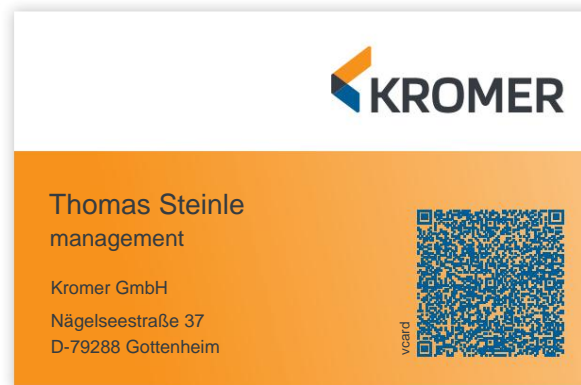 KROMER
Thomas Steinle
management
Kromer GmbH
Nägelseestraße 37
D-79288 Gottenheim
vcard